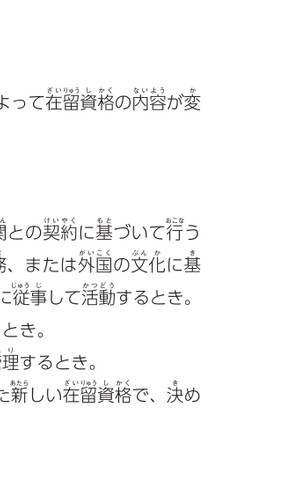 よって在留資格の内容が変
関との契約に基づいて行う
務、または外国の文化に基
に従事して活動するとき。
とき。
管理するとき。
た新しい在留資格で、決め